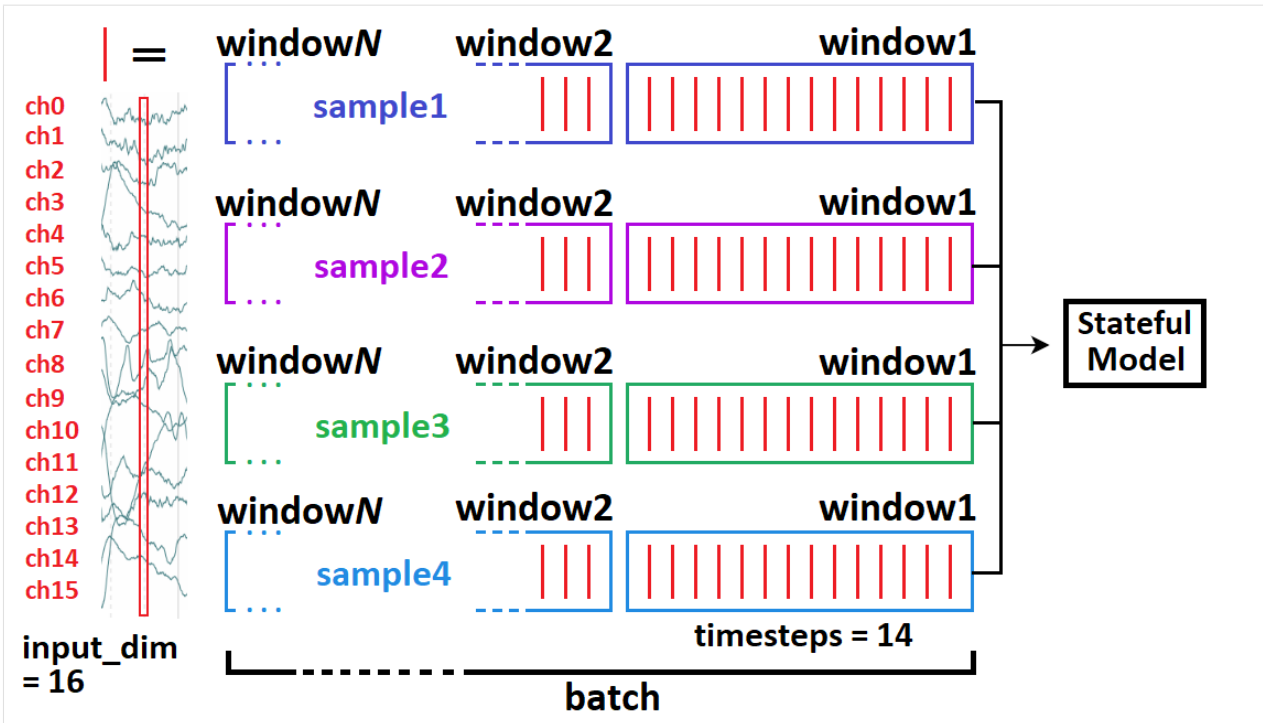 =
windowN
window2
window1
sample1
ch0
ch1
ch2
ch3
ch4
ch5
ch6
ch7
ch8
ch9
ch10
ch11
ch12
ch13
ch14
ch15
input_dim
= 16
windowN
window2
window1
sample2
windowN
window2
window1
sample3
windowN
window2
window1
sample4
timesteps = 14
batch
Stateful
Model